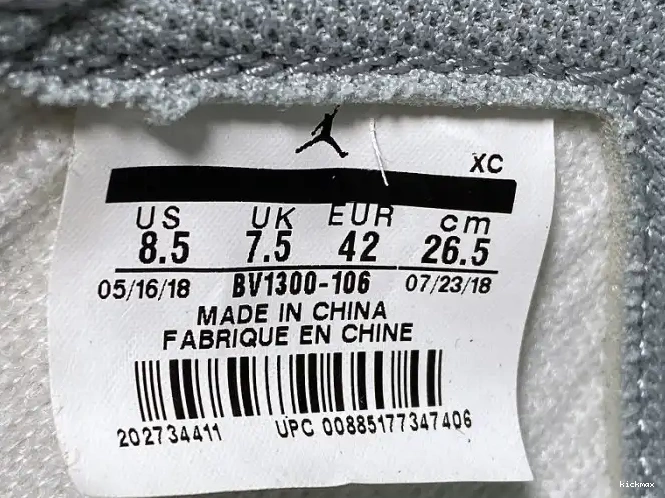 XC
US UK EUR cm
8.5 7.5 42 26.5
05/16/18 BV1300-106 07/23/18
MADE IN CHINA
FABRIQUE EN CHINE
202734411 UPC 00885177347406
kickmax